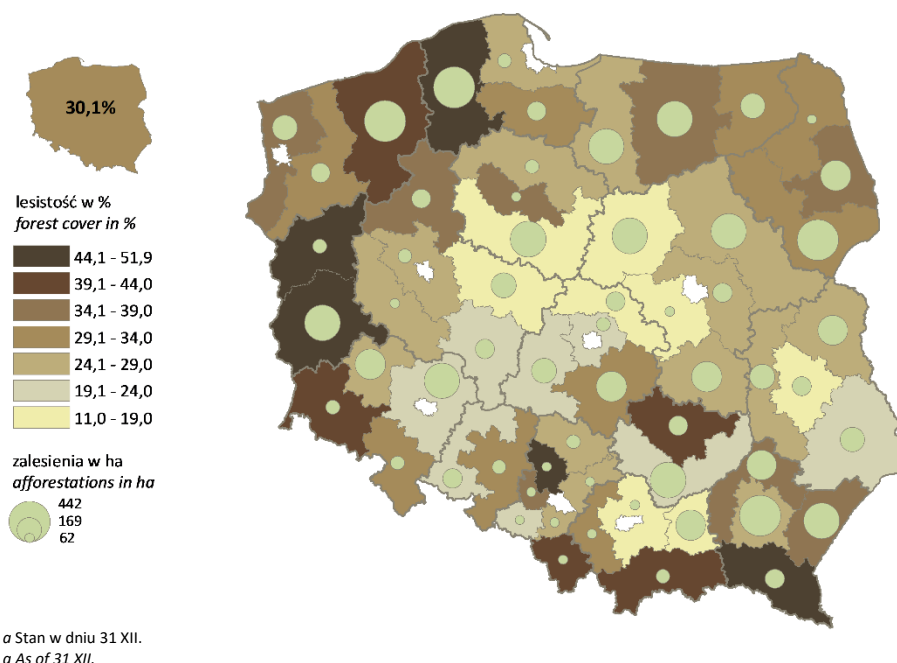 30,1%
lesistość w %
forest cover in %
44,1 - 51,9
39,1 - 44,0
34,1 - 39,0
29,1 - 34,0
24,1 - 29,0
19,1 - 24,0
11,0 - 19,0
zalesienia w ha
afforestations in ha
442
169
62
a Stan w dniu 31 XII.
a As of 31 XII.